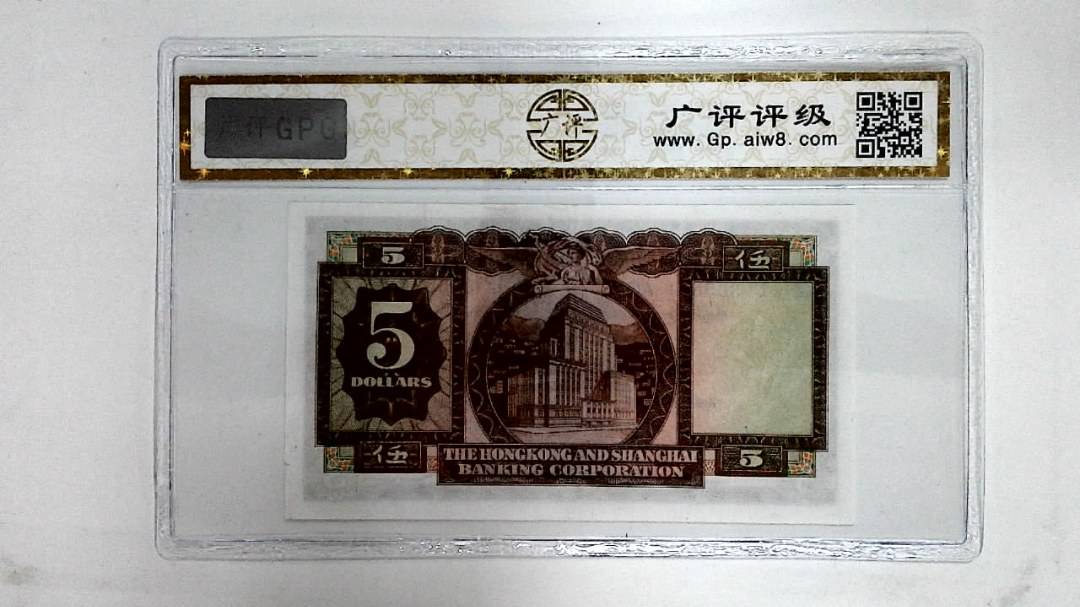 广评GPG
广评
广评评级
www. Gp. aiw8. com
5
伍
5
DOLLARS
伍
THE HONGKONG AND SHANGHAI
BANKING CORPORATION
5